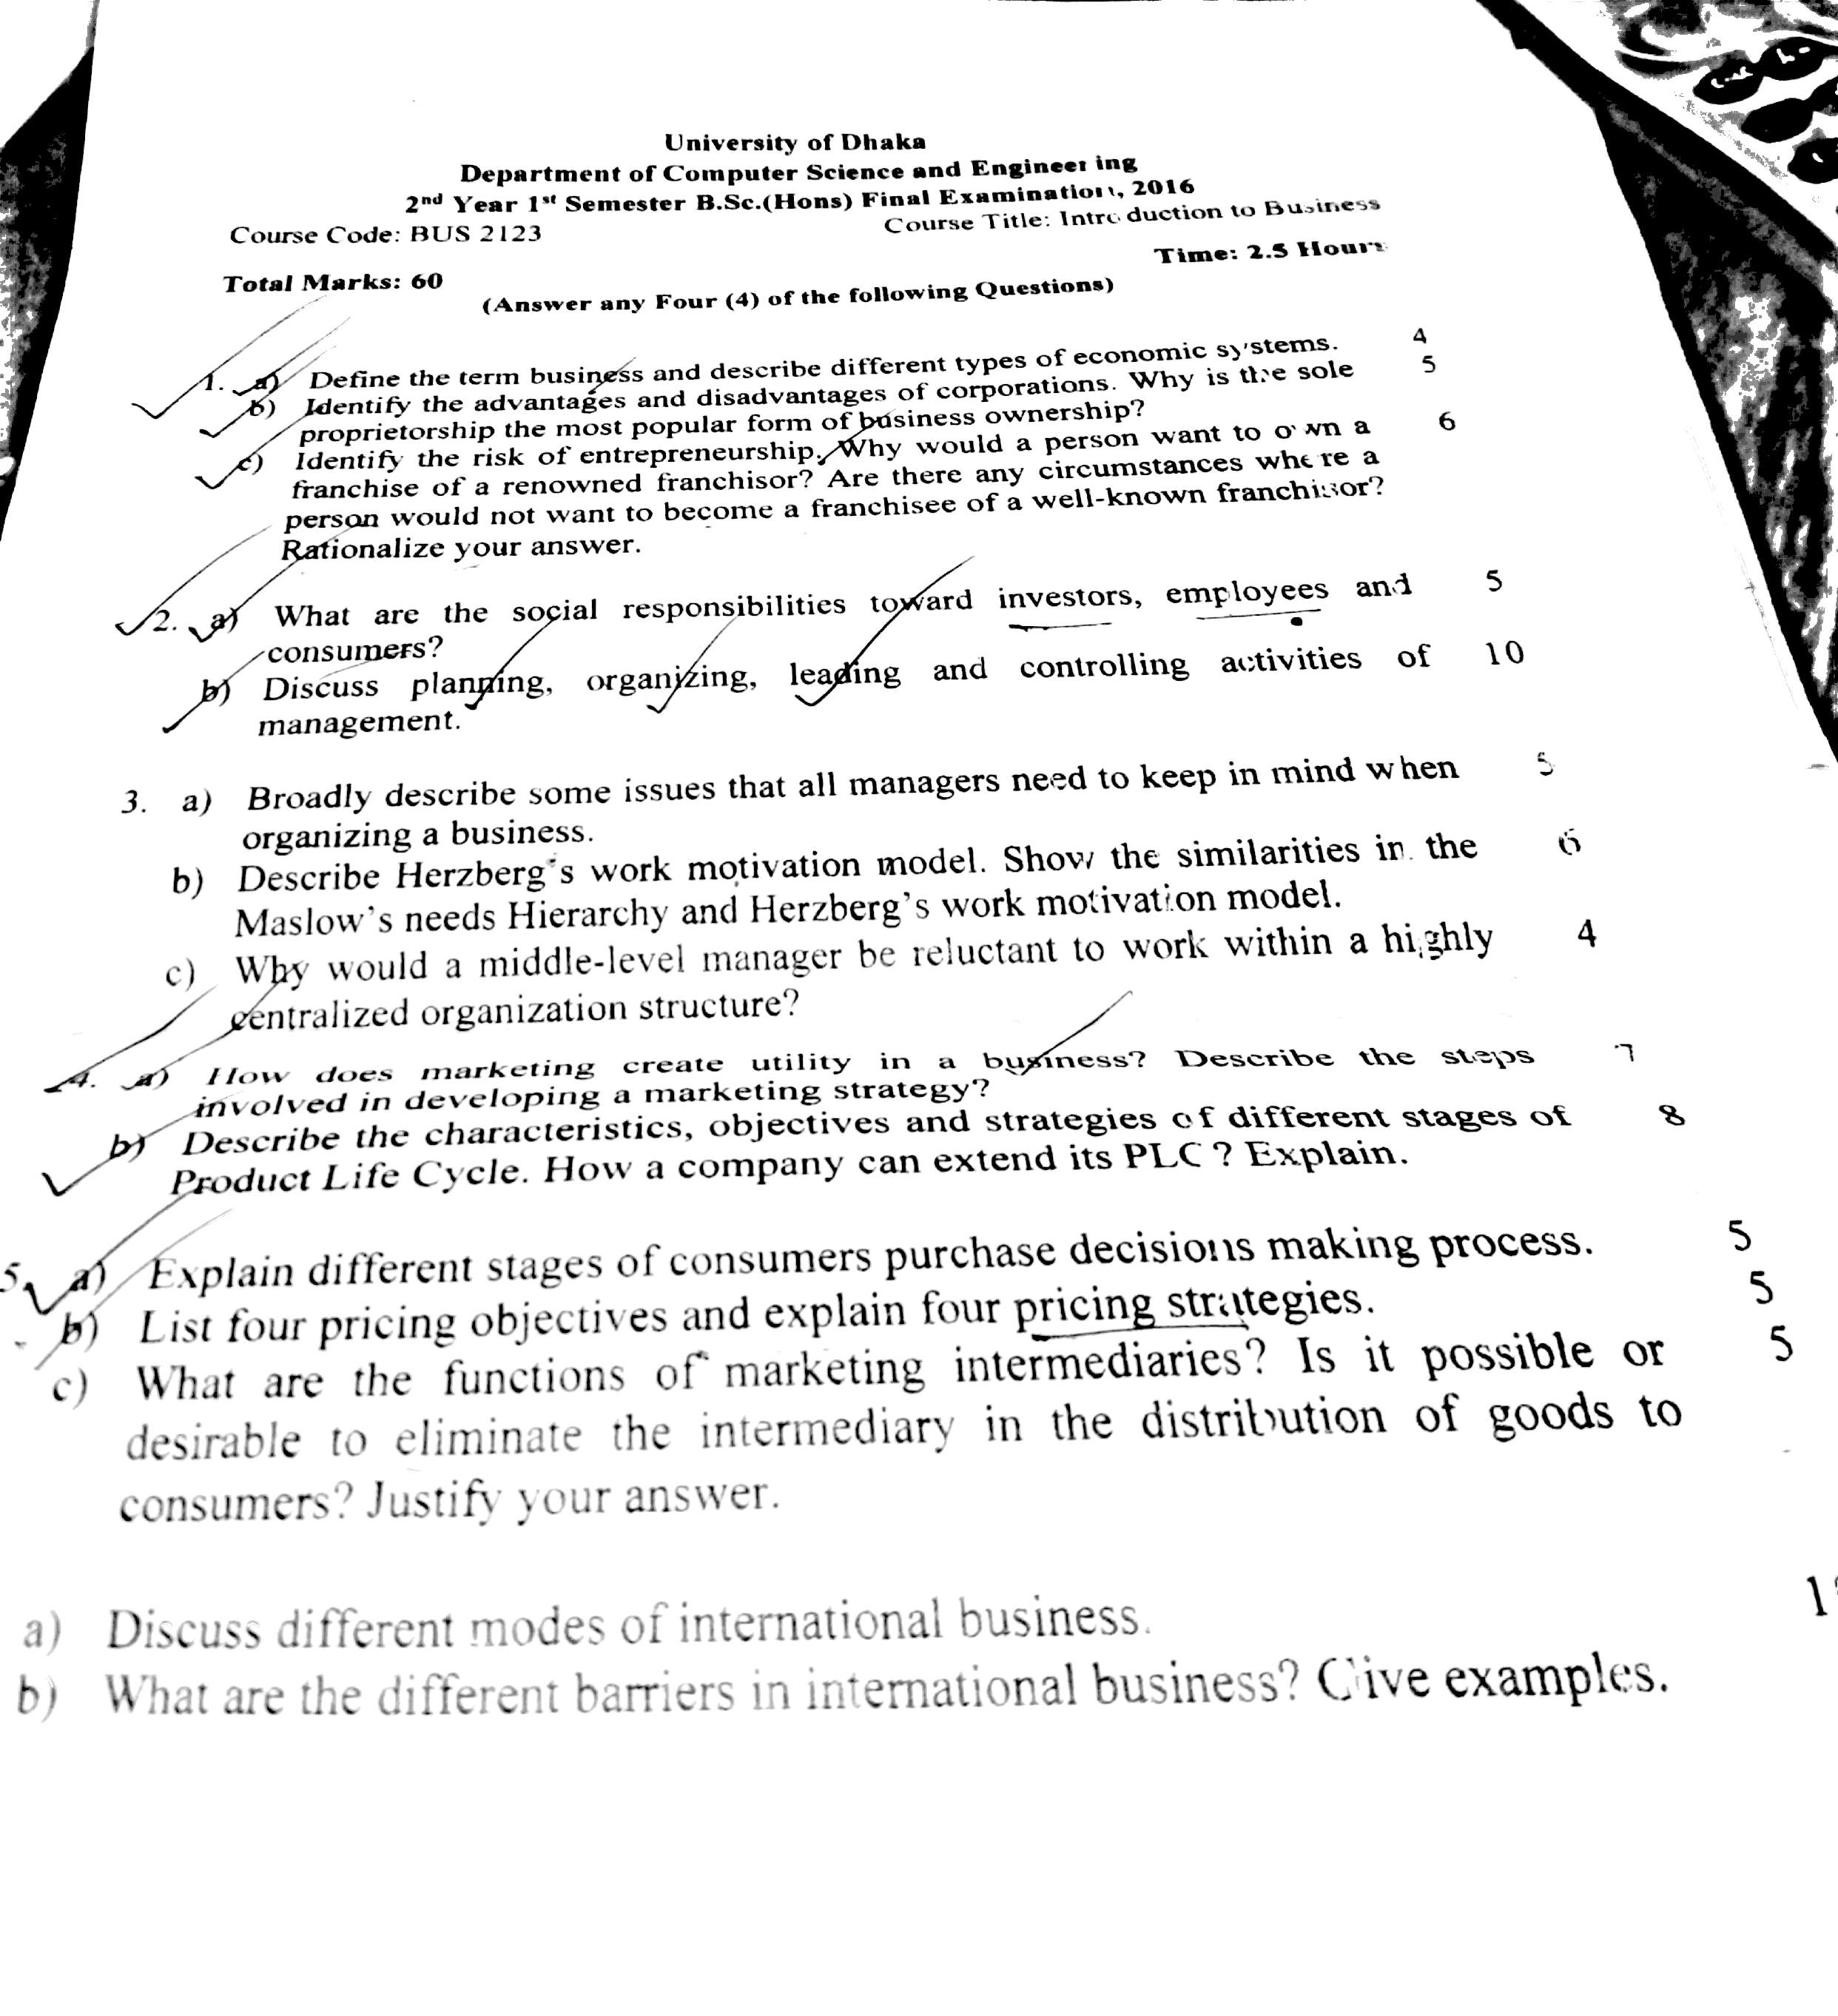 University of Dhaka
Department of Computer Science and Engineering
2nd Year 1st Semester B.Sc.(Hons) Final Examination, 2016
Course Code: BUS 2123 Course Title: Introduction to Business
Total Marks: 60 Time: 2.5 Hours
(Answer any Four (4) of the following Questions)
1. a) Define the term business and describe different types of economic systems. 4
b) Identify the advantages and disadvantages of corporations. Why is the sole 5
proprietorship the most popular form of business ownership?
c) Identify the risk of entrepreneurship. Why would a person want to own a 6
franchise of a renowned franchisor? Are there any circumstances where a
person would not want to become a franchisee of a well-known franchisor?
Rationalize your answer.
2. a) What are the social responsibilities toward investors, employees and 5
consumers?
b) Discuss planning, organizing, leading and controlling activities of 10
management.
3. a) Broadly describe some issues that all managers need to keep in mind when 5
organizing a business.
b) Describe Herzberg's work motivation model. Show the similarities in the 6
Maslow's needs Hierarchy and Herzberg's work motivation model.
c) Why would a middle-level manager be reluctant to work within a highly 4
centralized organization structure?
4. a) How does marketing create utility in a business? Describe the steps 7
involved in developing a marketing strategy?
b) Describe the characteristics, objectives and strategies of different stages of 8
Product Life Cycle. How a company can extend its PLC? Explain.
5. a) Explain different stages of consumers purchase decisions making process. 5
b) List four pricing objectives and explain four pricing strategies. 5
c) What are the functions of marketing intermediaries? Is it possible or 5
desirable to eliminate the intermediary in the distribution of goods to
consumers? Justify your answer.
a) Discuss different modes of international business.
b) What are the different barriers in international business? Give examples.